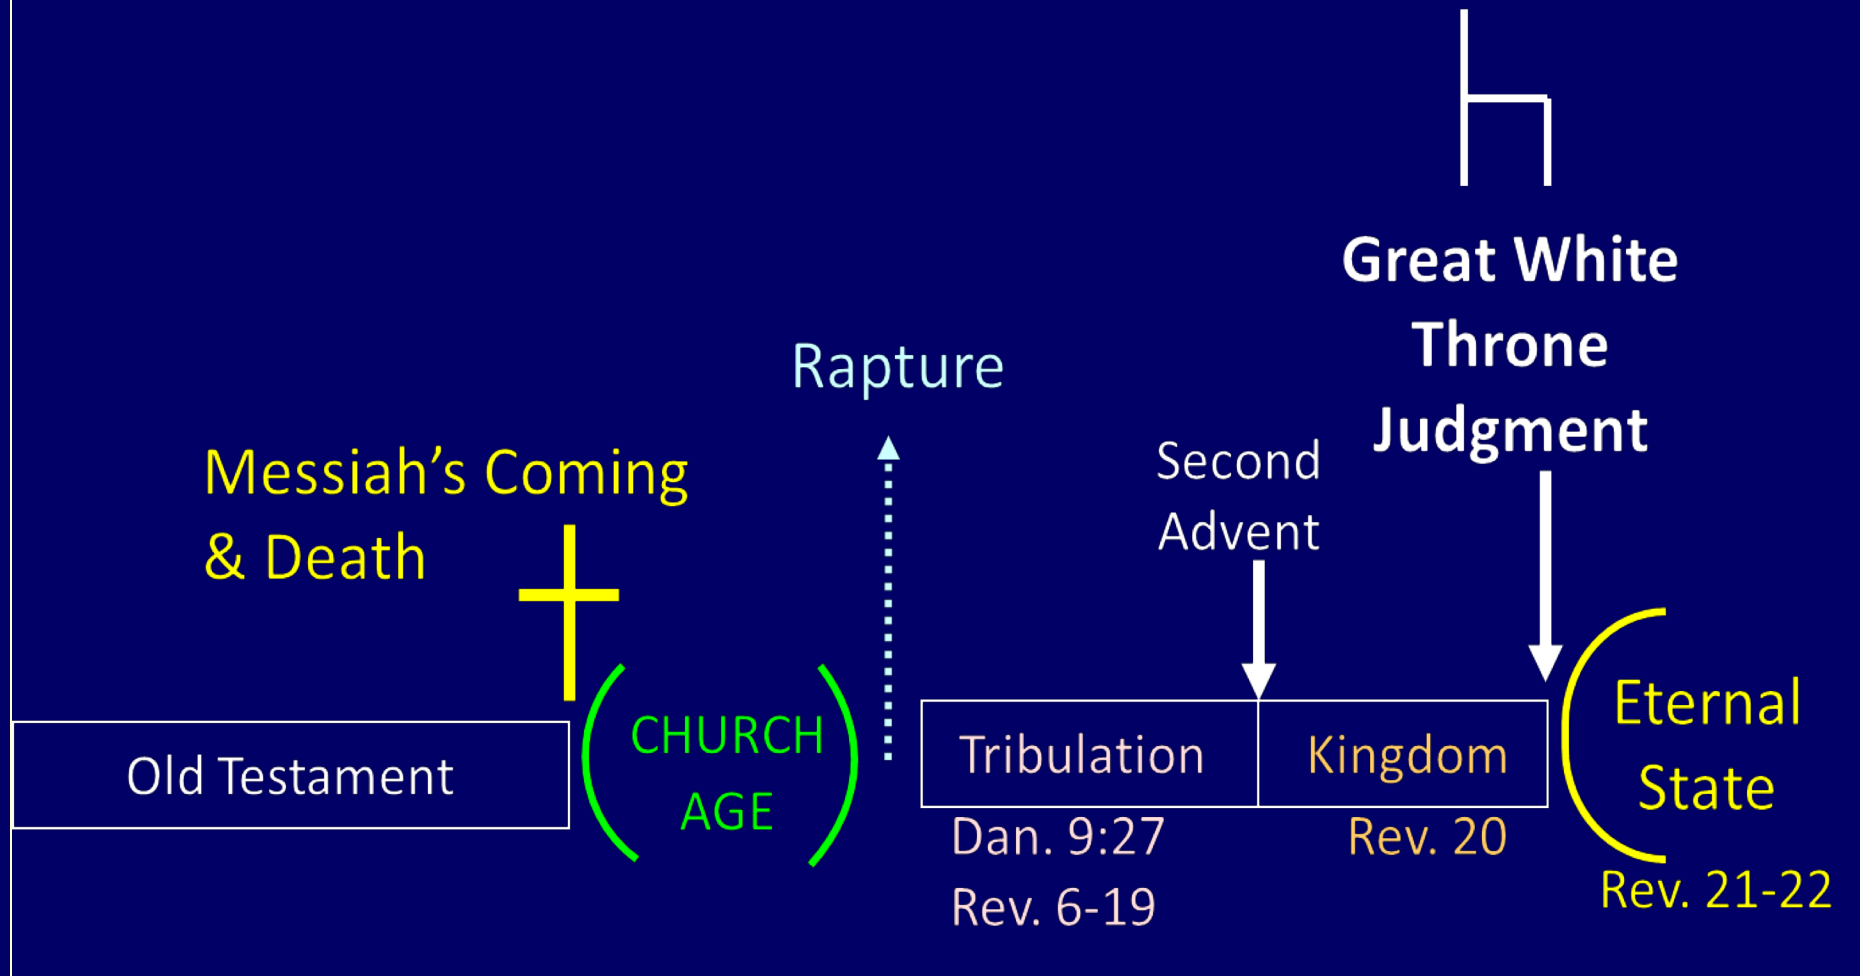 Great White
Throne
Judgment
Rapture
Messiah’s Coming
& Death
Second
Advent
Old Testament
CHURCH
AGE
Tribulation
Dan. 9:27
Rev. 6-19
Kingdom
Rev. 20
Eternal
State
Rev. 21-22